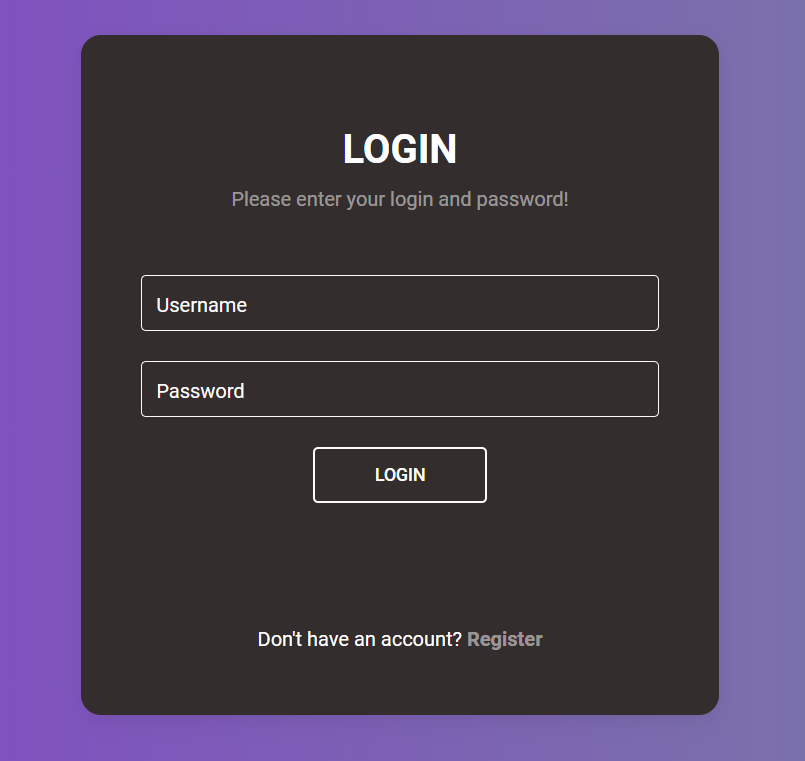 LOGIN
Please enter your login and password!
Username
Password
LOGIN
Don't have an account? Register